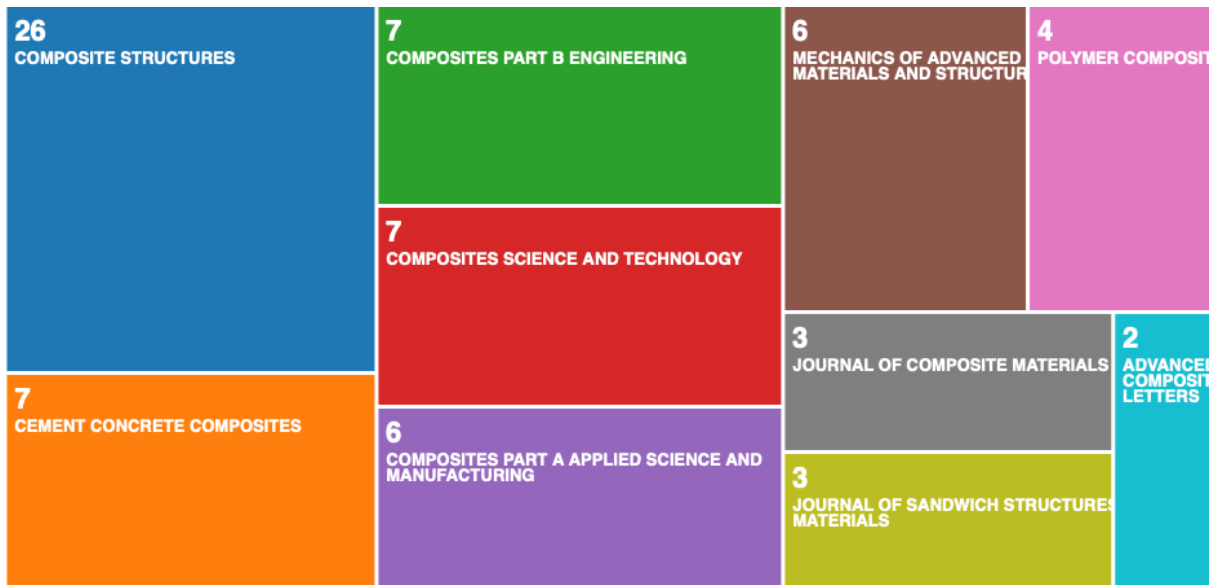 26
COMPOSITE STRUCTURES
7
CEMENT CONCRETE COMPOSITES
7
COMPOSITES PART B ENGINEERING
7
COMPOSITES SCIENCE AND TECHNOLOGY
6
COMPOSITES PART A APPLIED SCIENCE AND
MANUFACTURING
6
MECHANICS OF ADVANCED
MATERIALS AND STRUCTUR
4
POLYMER COMPOSIT
3
JOURNAL OF COMPOSITE MATERIALS
3
JOURNAL OF SANDWICH STRUCTURES
MATERIALS
2
ADVANCED
COMPOSIT
LETTERS